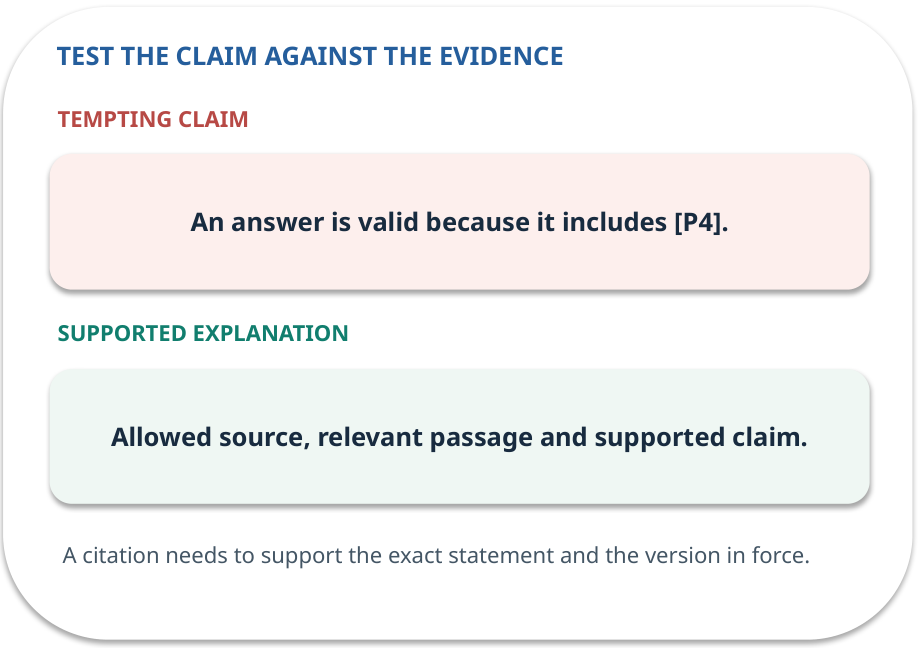 TEST THE CLAIM AGAINST THE EVIDENCE
TEMPTING CLAIM
An answer is valid because it includes [P4].
SUPPORTED EXPLANATION
Allowed source, relevant passage and supported claim.
A citation needs to support the exact statement and the version in force.